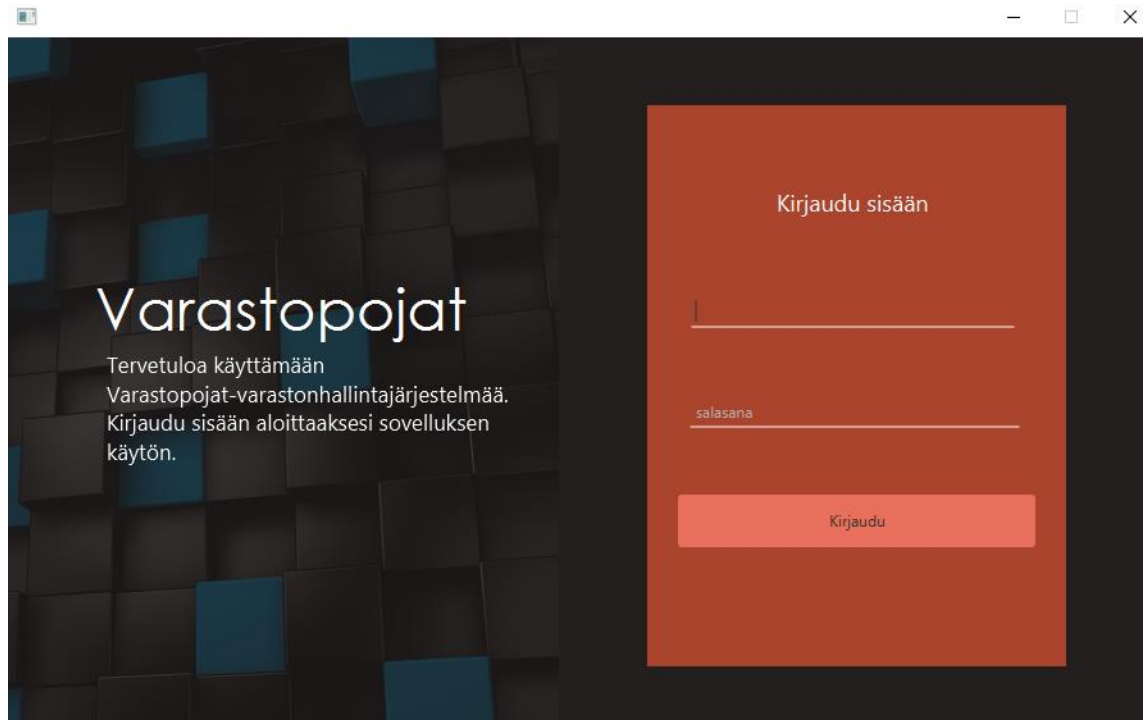 Varastopojat
Tervetuloa käyttämään
Varastopojat-varastonhallintajärjestelmää.
Kirjaudu sisään aloittaaksesi sovelluksen
käytön.
Kirjaudu sisään
salasana
Kirjaudu